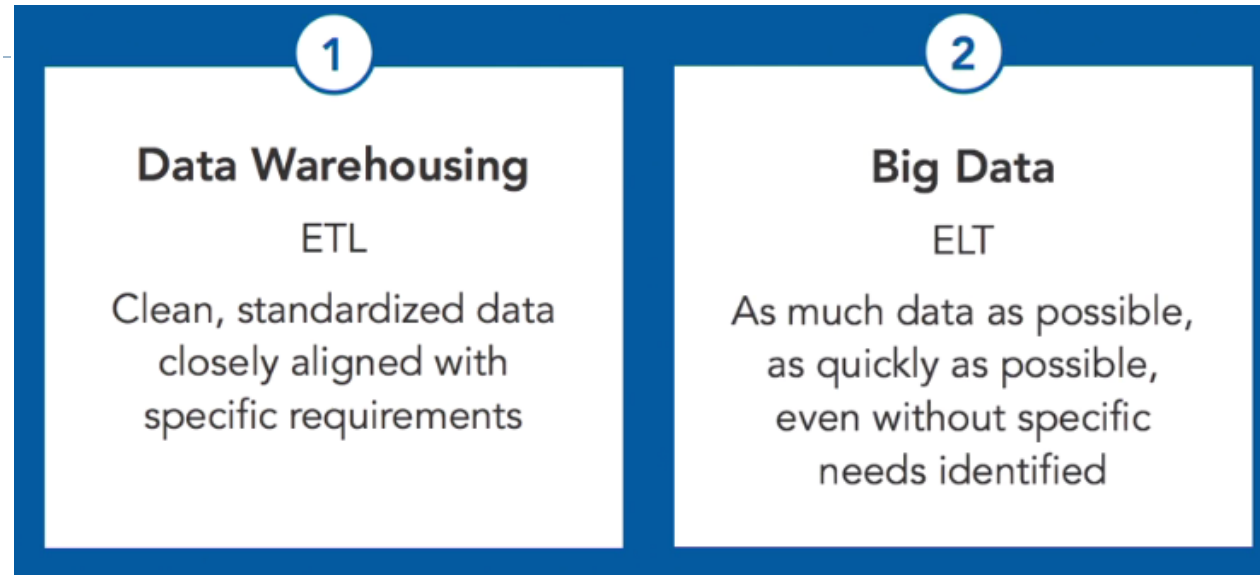 1
Data Warehousing
ETL
Clean, standardized data
closely aligned with
specific requirements
2
Big Data
ELT
As much data as possible,
as quickly as possible,
even without specific
needs identified